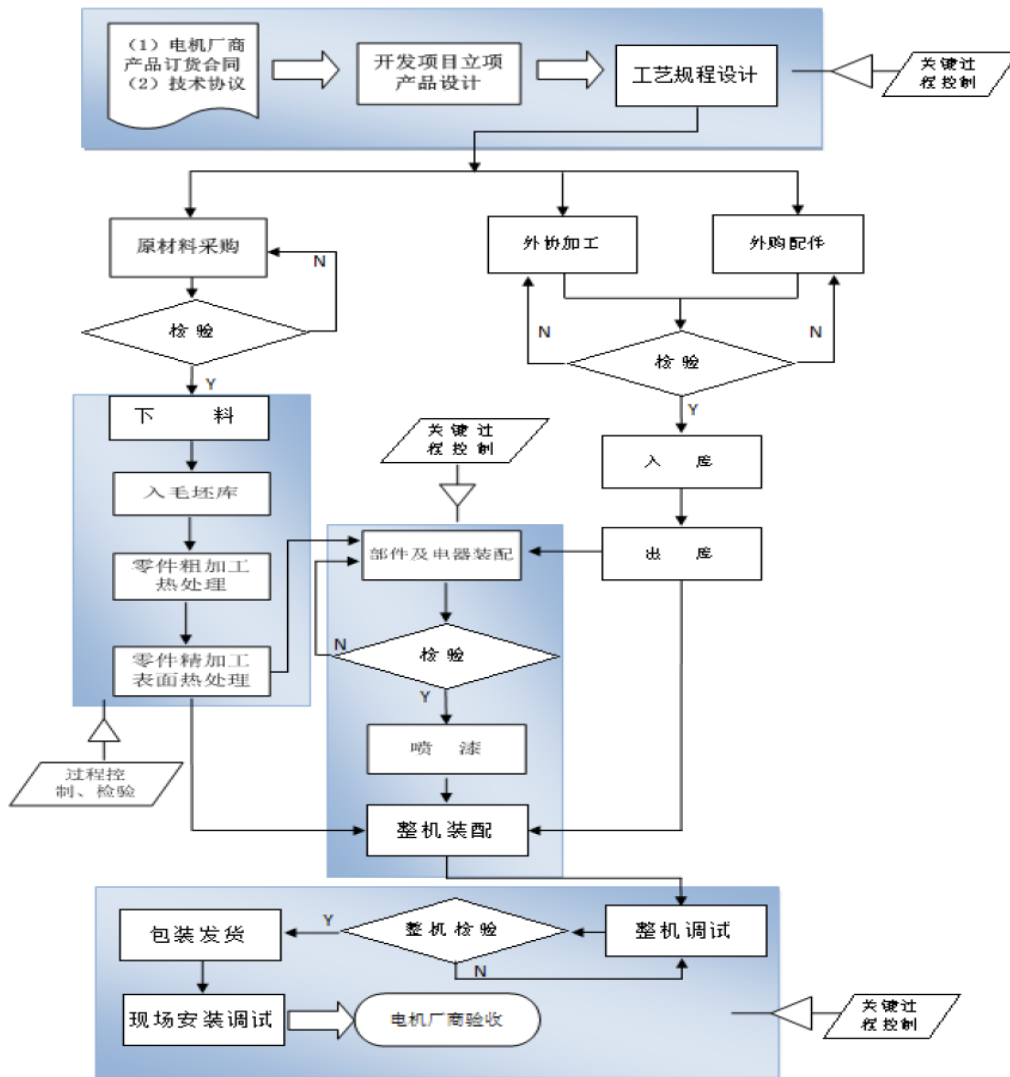 （1）电机厂商
产品订货合同
（2）技术协议
开发项目立项
产品设计
工艺规程设计
关 键 过
程 控 制
原材料采购
外协加工
外购配件
N
核 验
N
N
核 验
Y
Y
下 料
关 键 过
程 控 制
入 库
入毛坯库
部件及电器装配
出 库
零件粗加工
热处理
N
核 验
零件精加工
表面热处理
Y
喷 漆
过程控
制、检验
整机装配
包装发货
Y
整机核验
整机调试
N
现场安装调试
电机厂商验收
关 键 过
程 控 制